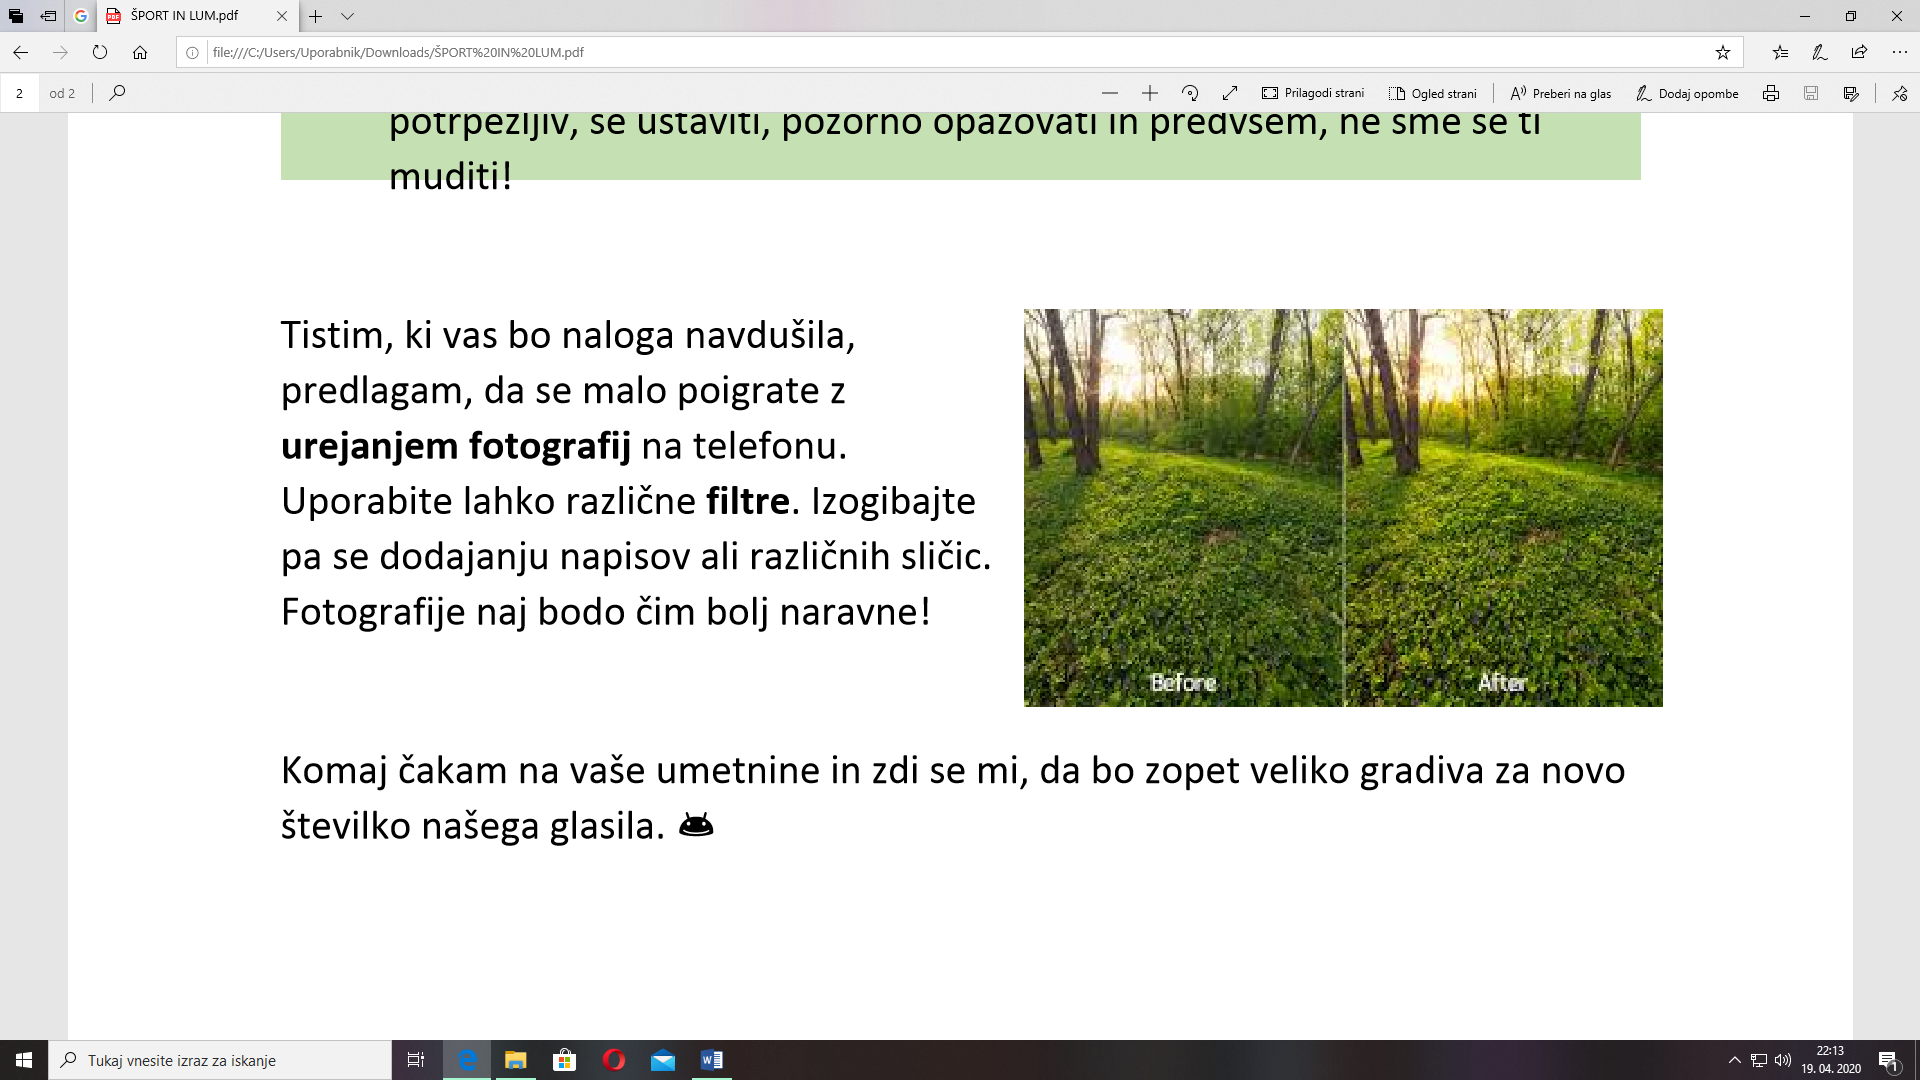 ŠPORT IN LUM.pdf
file:///C:/Users/Uporabnik/Downloads/ŠPORT%20IN%20LUM.pdf
2 od 2
Prilagodi strani
Ogled strani
Preberi na glas
Dodaj opombe
potrpežljiv, se ustaviti, pozorno opazovati in predvsem, ne sme se ti
muditi!
Tistim, ki vas bo naloga navdušila,
predlagam, da se malo poigrate z
urejanjem fotografij na telefonu.
Uporabite lahko različne filtre. Izogibajte
pa se dodajanju napisov ali različnih sličic.
Fotografije naj bodo čim bolj naravne!
Before
After
Komaj čakam na vaše umetnine in zdi se mi, da bo zopet veliko gradiva za novo
številko našega glasila.
Tukaj vnesite izraz za iskanje
22:13
19. 04. 2020
1